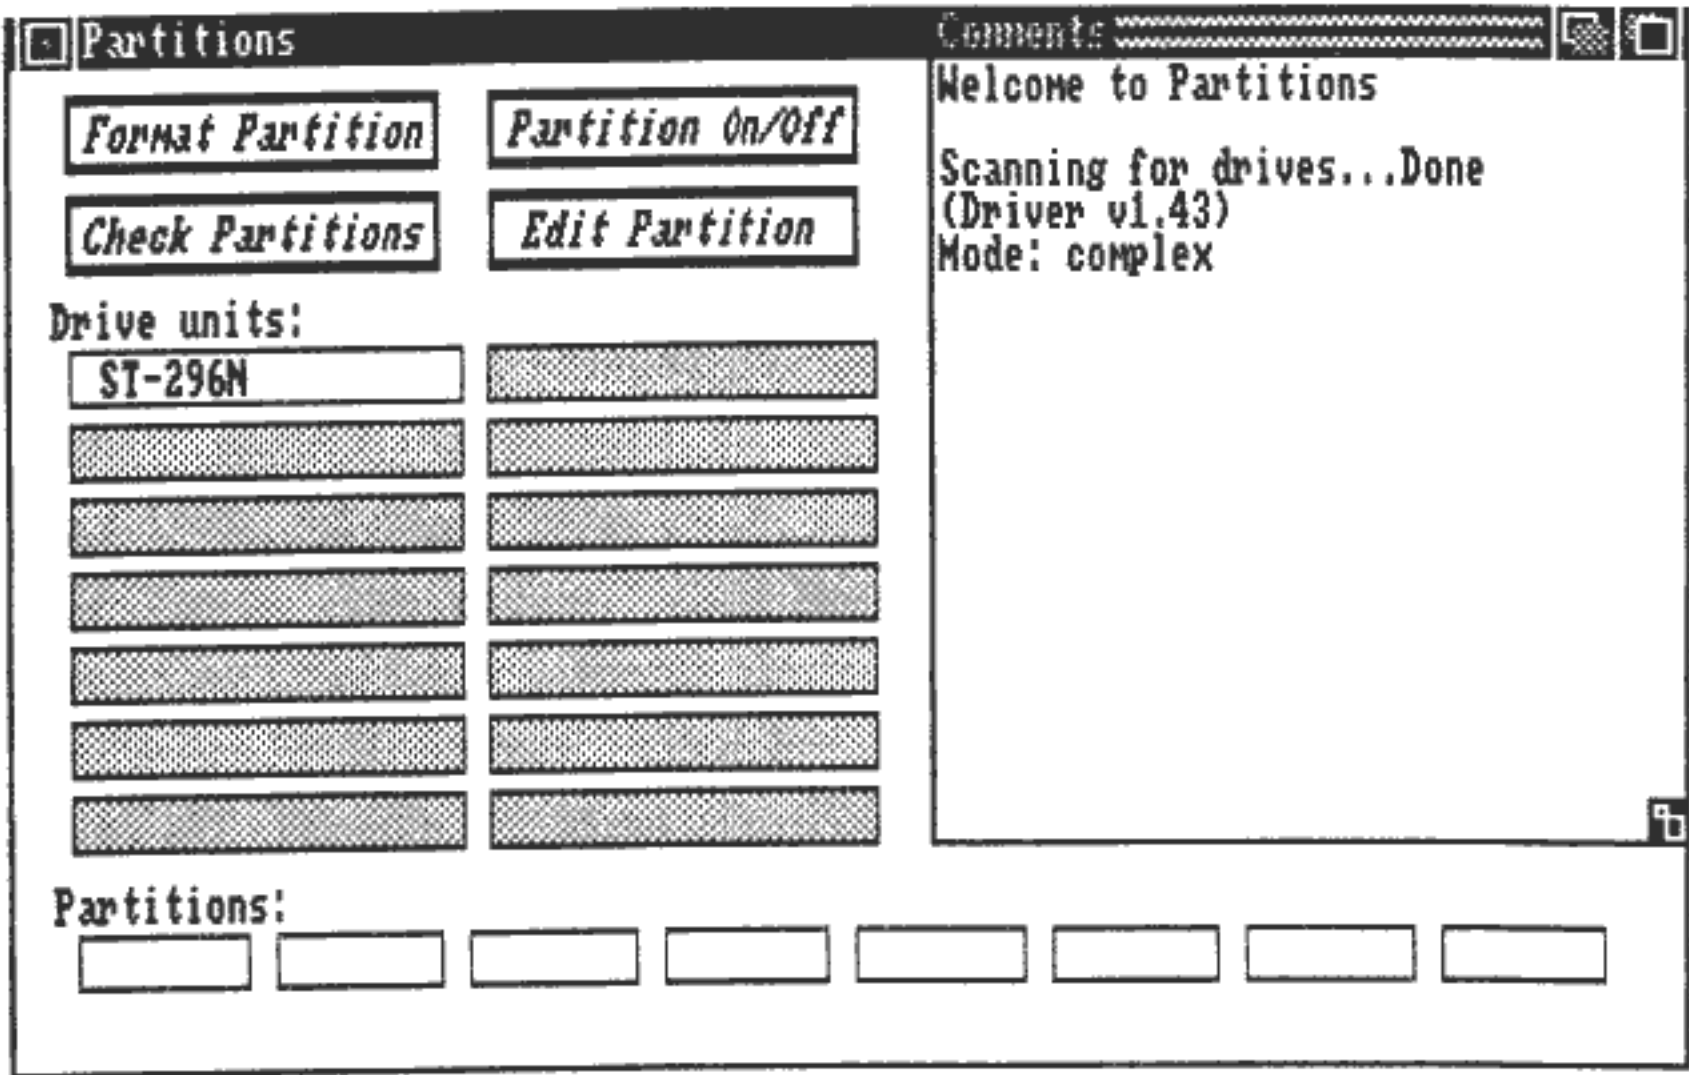 Partitions
Format Partition
Partition On/Off
Check Partitions
Edit Partition
Drive units:
ST-296N
Partitions:
Comments
Welcome to Partitions
Scanning for drives...Done
(Driver v1.43)
Mode: complex